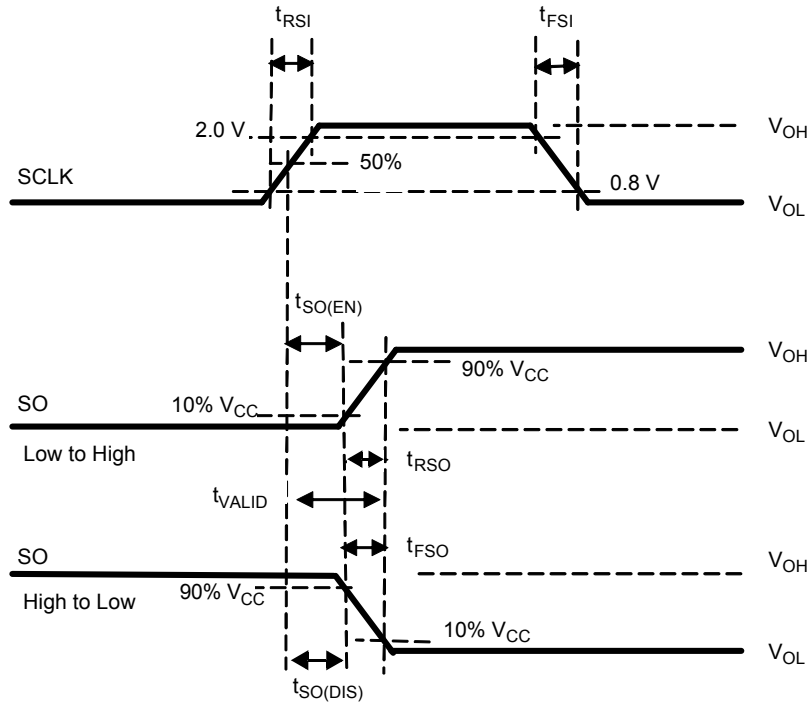 tRSI
tFSI
2.0 V
VOH
50%
SCLK
0.8 V
VOL
tSO(EN)
VOH
90% VCC
SO
10% VCC
VOL
Low to High
tRSO
tVALID
tFSO
SO
VOH
90% VCC
High to Low
10% VCC
VOL
tSO(DIS)